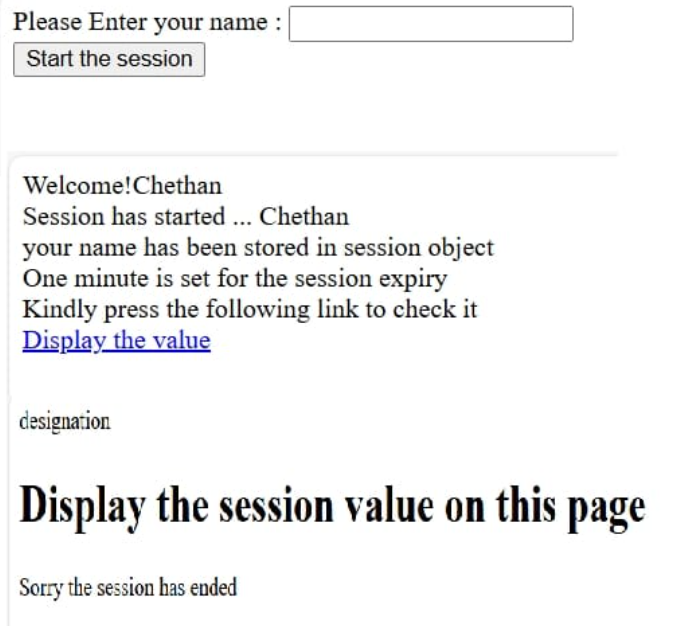 Please Enter your name :
Start the session
Welcome!Chethan
Session has started ... Chethan
your name has been stored in session object
One minute is set for the session expiry
Kindly press the following link to check it
Display the value
designation
Display the session value on this page
Sorry the session has ended